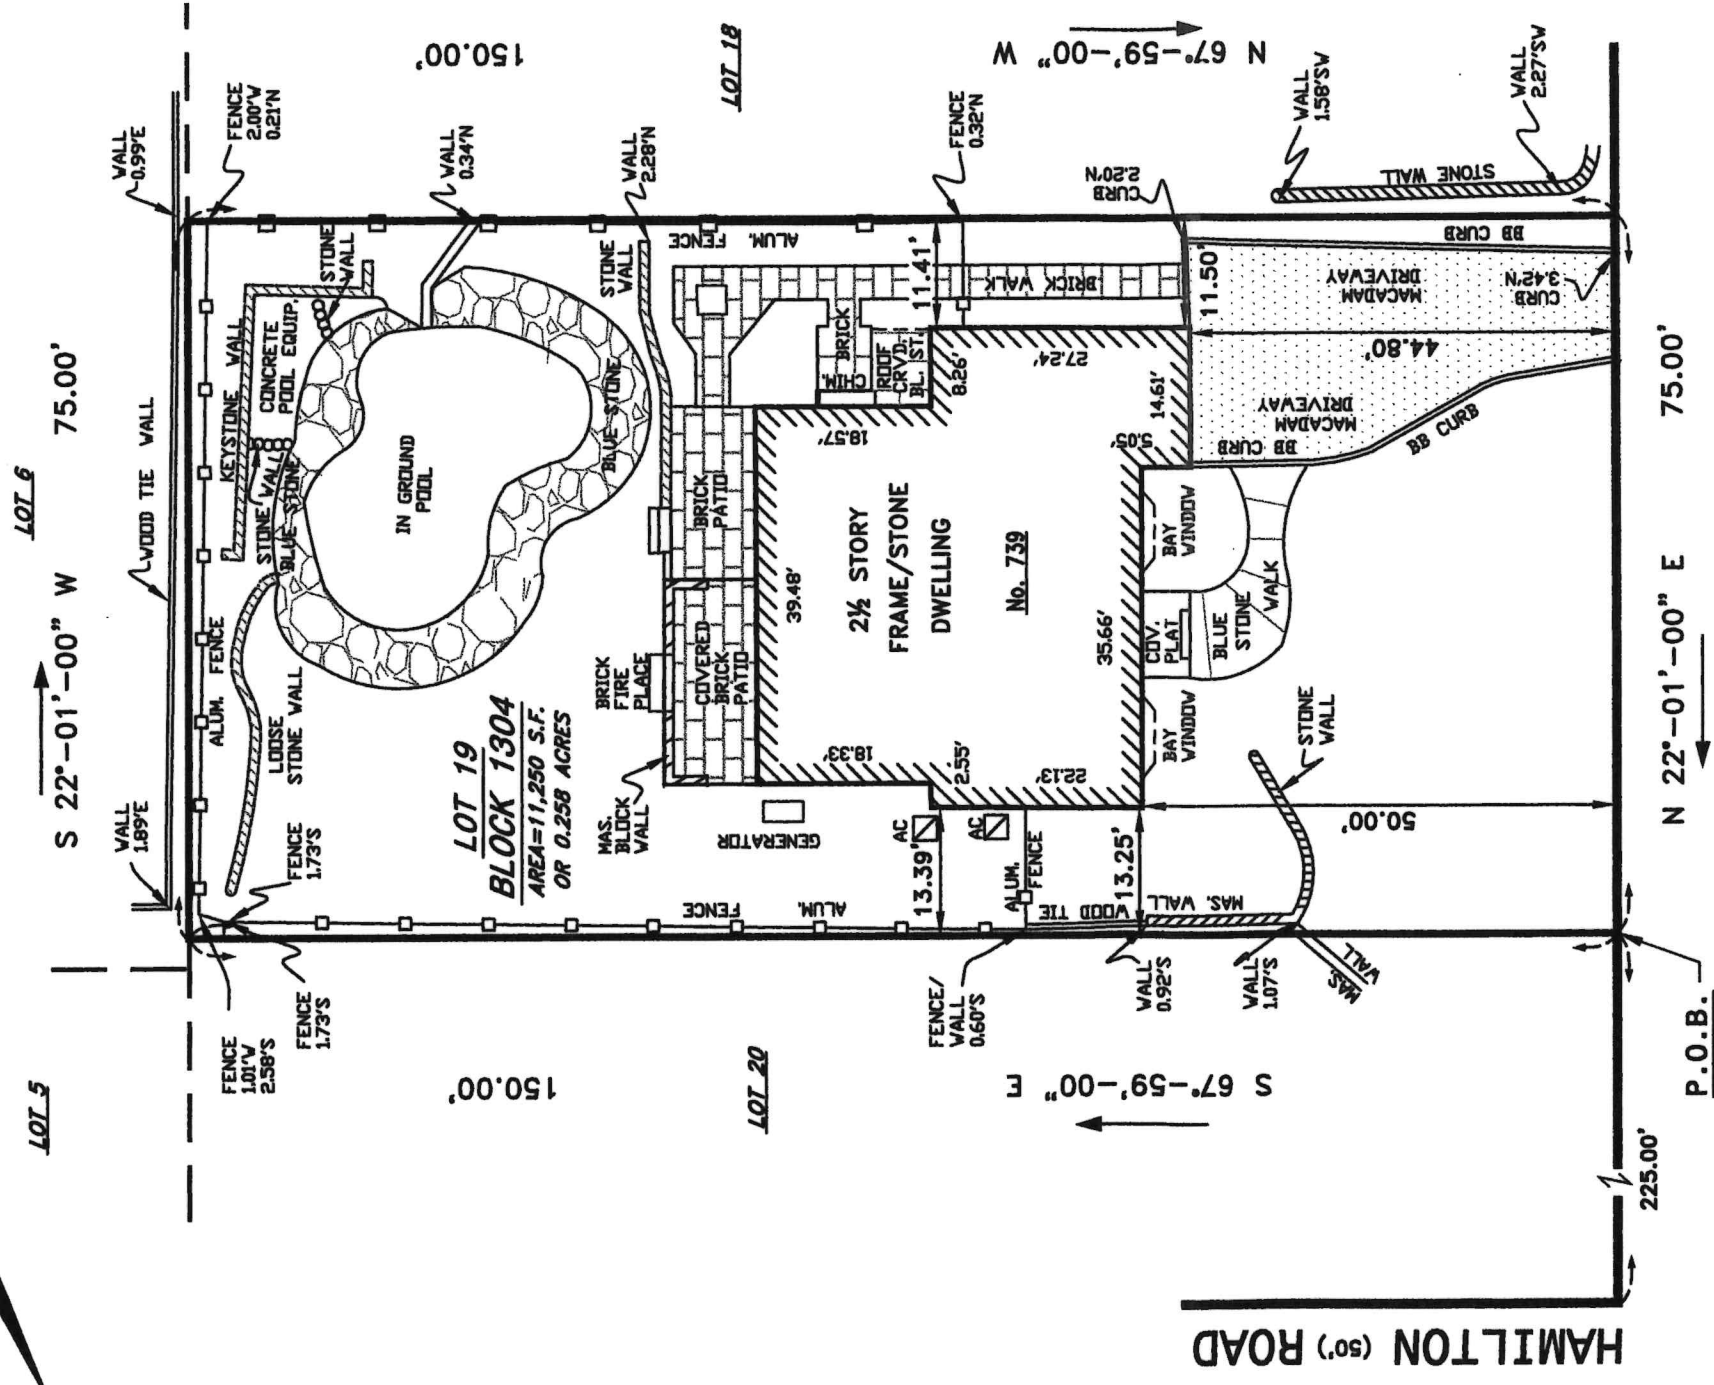 LOT 5
LOT 6
S 22°-01'-00" W
75.00'
WOOD TIE WALL
WALL
1.89'E
WALL
0.99'E
FENCE
2.00'W
0.21'N
150.00'
LOT 18
N 67°-59'-00" W
WALL
0.34'N
WALL
2.28'N
FENCE
0.32'N
CURB
2.20'N
WALL
1.58'SW
WALL
2.27'SW
STONE WALL
ALUM. FENCE
KEYSTONE WALL
CONCRETE
POOL EQUIP.
STONE
WALL
STONE WALL
BLUE STONE
LOOSE
STONE WALL
IN GROUND
POOL
BLUE STONE
STONE
WALL
ALUM. FENCE
BRICK WALK
BRICK
CHIM.
ROOF
CRV'D.
BL. ST.
11.41'
11.50'
BB CURB
MACADAM
DRIVEWAY
CURB
3.42'N
44.80'
MACADAM
DRIVEWAY
BB CURB
BB CURB
BRICK
PATIO
COVERED
BRICK
PATIO
BRICK
FIRE
PLACE
MAS.
BLOCK
WALL
LOT 19
BLOCK 1304
AREA=11,250 S.F.
OR 0.258 ACRES
FENCE
1.73'S
FENCE
1.73'S
FENCE
1.01'W
2.58'S
GENERATOR
AC
AC
ALUM. FENCE
18.57'
8.26'
27.24'
14.61'
5.05'
39.48'
35.66'
18.33'
2.55'
22.13'
2½ STORY
FRAME/STONE
DWELLING
No. 739
BAY
WINDOW
COV.
PLAT
BLUE
STONE
WALK
BAY
WINDOW
STONE
WALL
50.00'
13.39'
13.25'
ALUM.
FENCE
WOOD TIE
MAS. WALL
MAS.
WALL
FENCE/
WALL
0.60'S
WALL
0.92'S
WALL
1.07'S
150.00'
LOT 20
S 67°-59'-00" E
75.00'
N 22°-01'-00" E
P.O.B.
225.00'
HAMILTON (50') ROAD